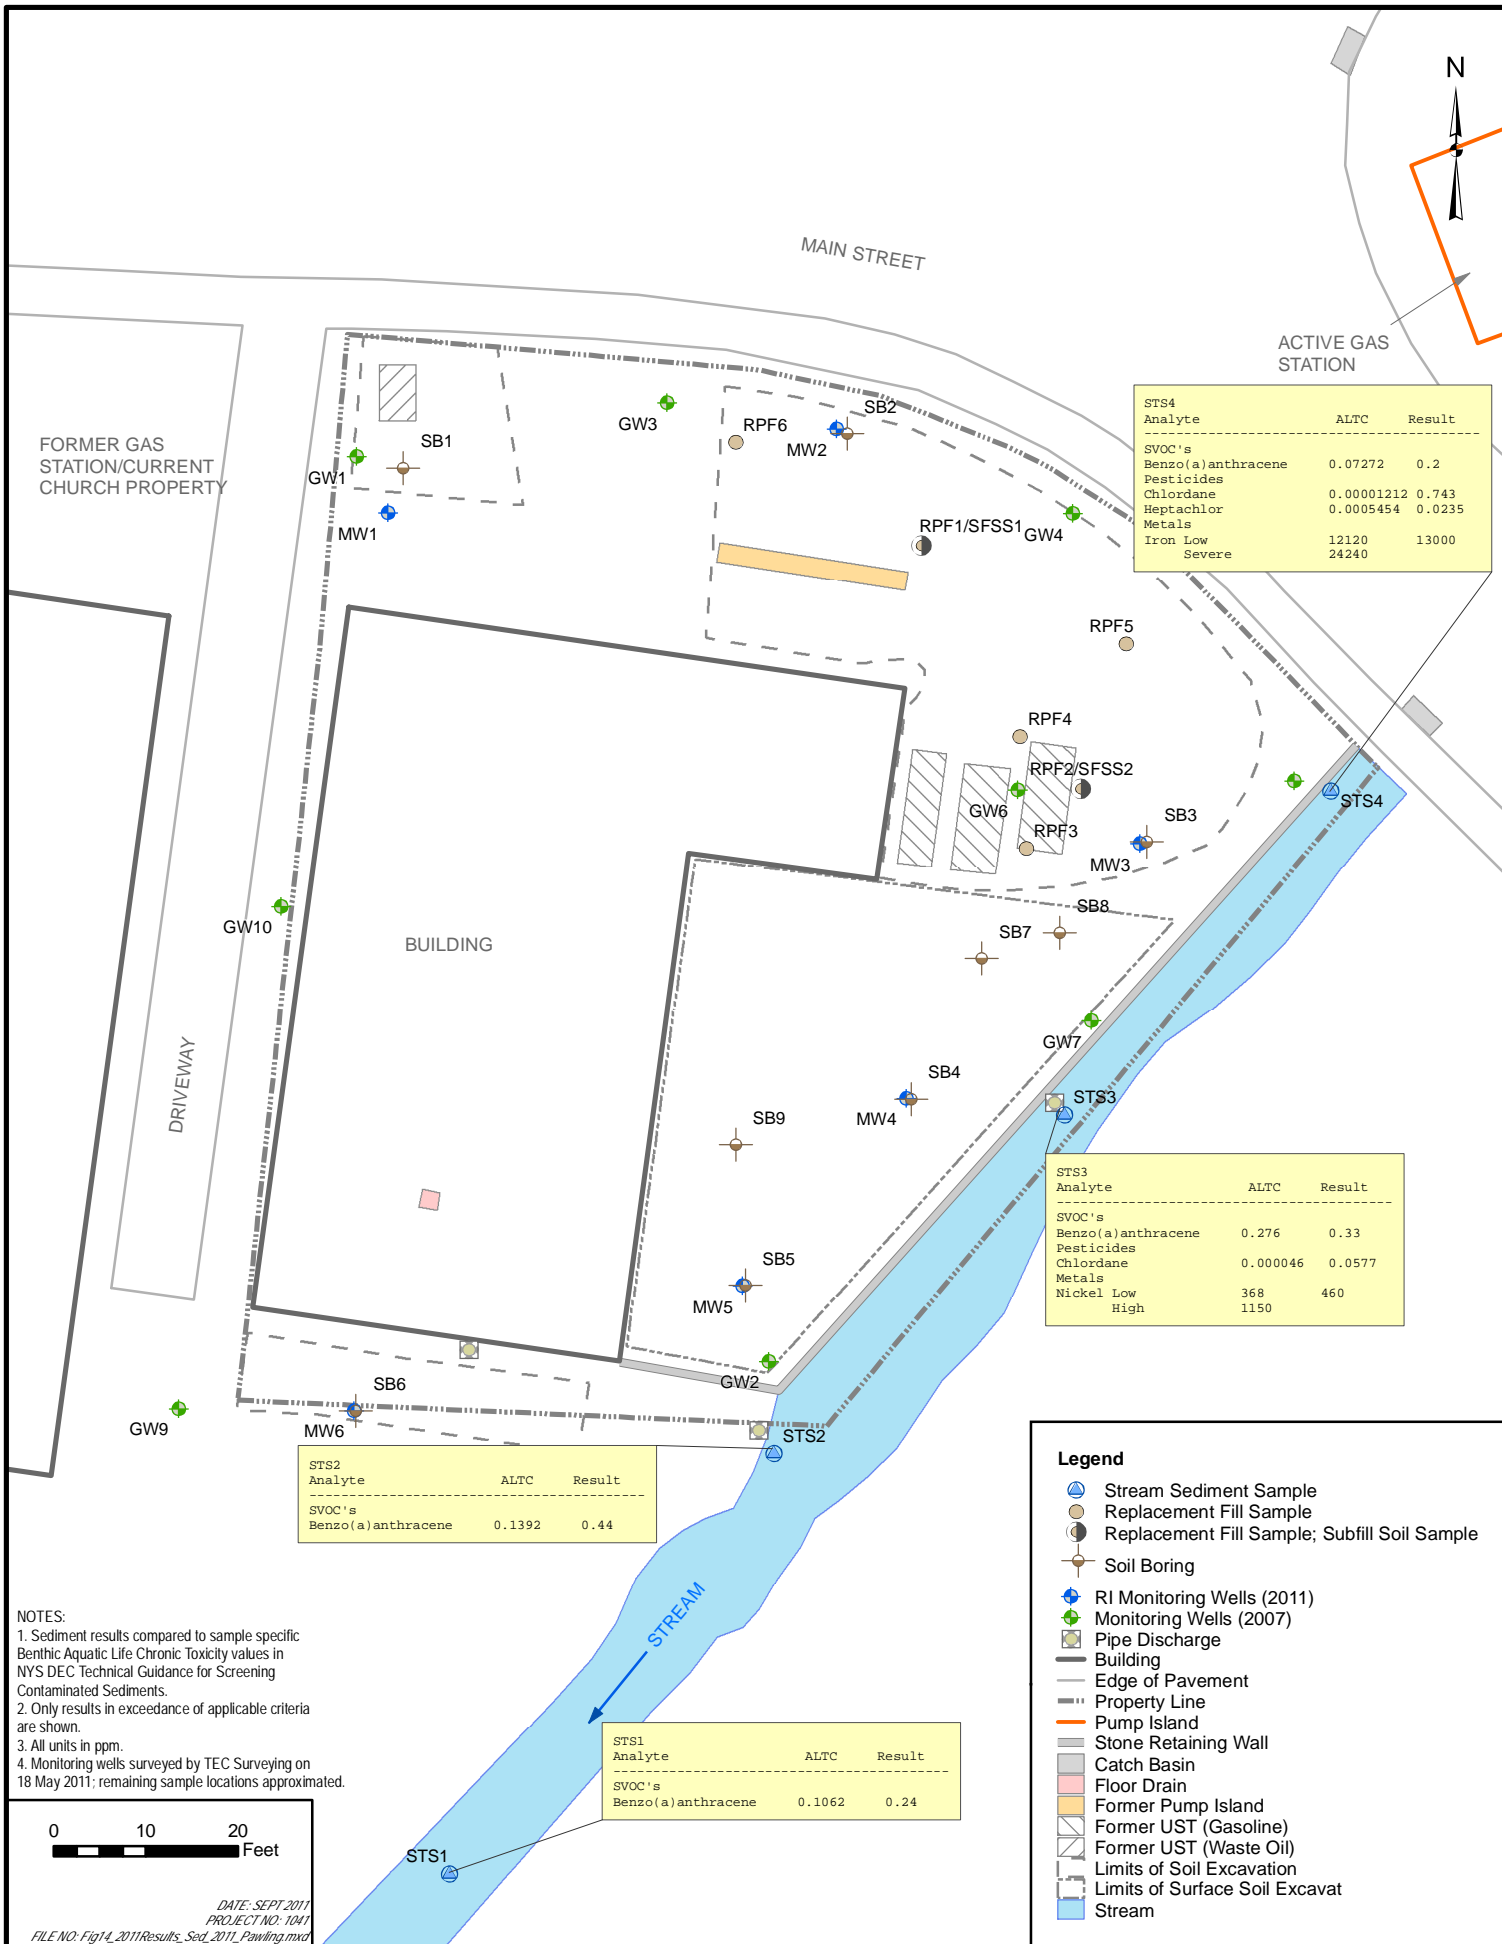 N
MAIN STREET
ACTIVE GAS
STATION
STS4
Analyte ALTC Result
SVOC's
Benzo(a)anthracene 0.07272 0.2
Pesticides
Chlordane 0.00001212 0.743
Heptachlor 0.0005454 0.0235
Metals
Iron Low 12120 13000
Severe 24240
FORMER GAS
STATION/CURRENT
CHURCH PROPERTY
SB1
GW1
MW1
GW3
RPF6
SB2
MW2
RPF1/SFSS1
GW4
RPF5
RPF4
RPF2/SFSS2
GW6
RPF3
SB3
MW3
STS4
SB8
SB7
GW10
BUILDING
GW7
DRIVEWAY
SB4
MW4
STS3
SB9
STS3
Analyte ALTC Result
SVOC's
Benzo(a)anthracene 0.276 0.33
Pesticides
Chlordane 0.000046 0.0577
Metals
Nickel Low 368 460
High 1150
SB5
MW5
GW2
SB6
GW9
MW6
STS2
STS2
Analyte ALTC Result
SVOC's
Benzo(a)anthracene 0.1392 0.44
STREAM
STS1
Analyte ALTC Result
SVOC's
Benzo(a)anthracene 0.1062 0.24
STS1
NOTES:
1. Sediment results compared to sample specific
Benthic Aquatic Life Chronic Toxicity values in
NYS DEC Technical Guidance for Screening
Contaminated Sediments.
2. Only results in exceedance of applicable criteria
are shown.
3. All units in ppm.
4. Monitoring wells surveyed by TEC Surveying on
18 May 2011; remaining sample locations approximated.
0 10 20
Feet
DATE: SEPT 2011
PROJECT NO: 1041
FILE NO: Fig14_2011Results_Sed_2011_Pawling.mxd
Legend
Stream Sediment Sample
Replacement Fill Sample
Replacement Fill Sample; Subfill Soil Sample
Soil Boring
RI Monitoring Wells (2011)
Monitoring Wells (2007)
Pipe Discharge
Building
Edge of Pavement
Property Line
Pump Island
Stone Retaining Wall
Catch Basin
Floor Drain
Former Pump Island
Former UST (Gasoline)
Former UST (Waste Oil)
Limits of Soil Excavation
Limits of Surface Soil Excavat
Stream